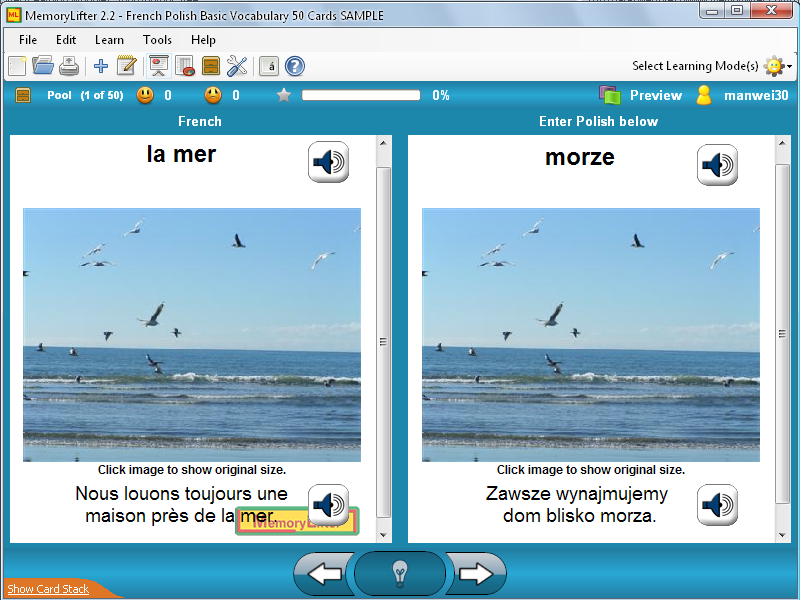 MemoryLifter 2.2 - French Polish Basic Vocabulary 50 Cards SAMPLE
File Edit Learn Tools Help
á ? Select Learning Mode(s)
Pool (1 of 50) 0 0 0% Preview manwei30
French Enter Polish below
la mer
morze
Click image to show original size.
Click image to show original size.
Nous louons toujours une
maison près de la mer.
MemoryLifter
Zawsze wynajmujemy
dom blisko morza.
Show Card Stack